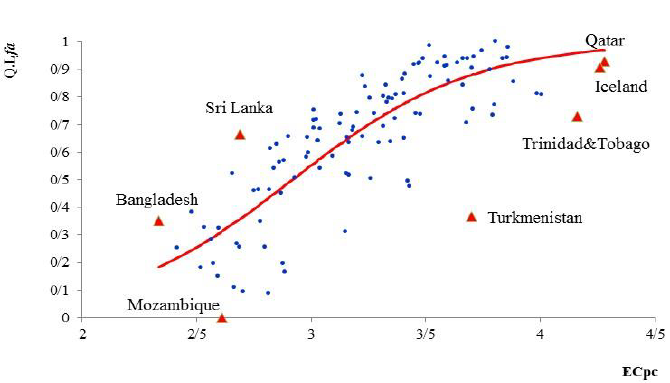 Q.Lfa
1
0/9
0/8
0/7
0/6
0/5
0/4
0/3
0/2
0/1
0
Qatar
Iceland
Sri Lanka
Trinidad&Tobago
Bangladesh
Turkmenistan
Mozambique
2 2/5 3 3/5 4 4/5
ECpc